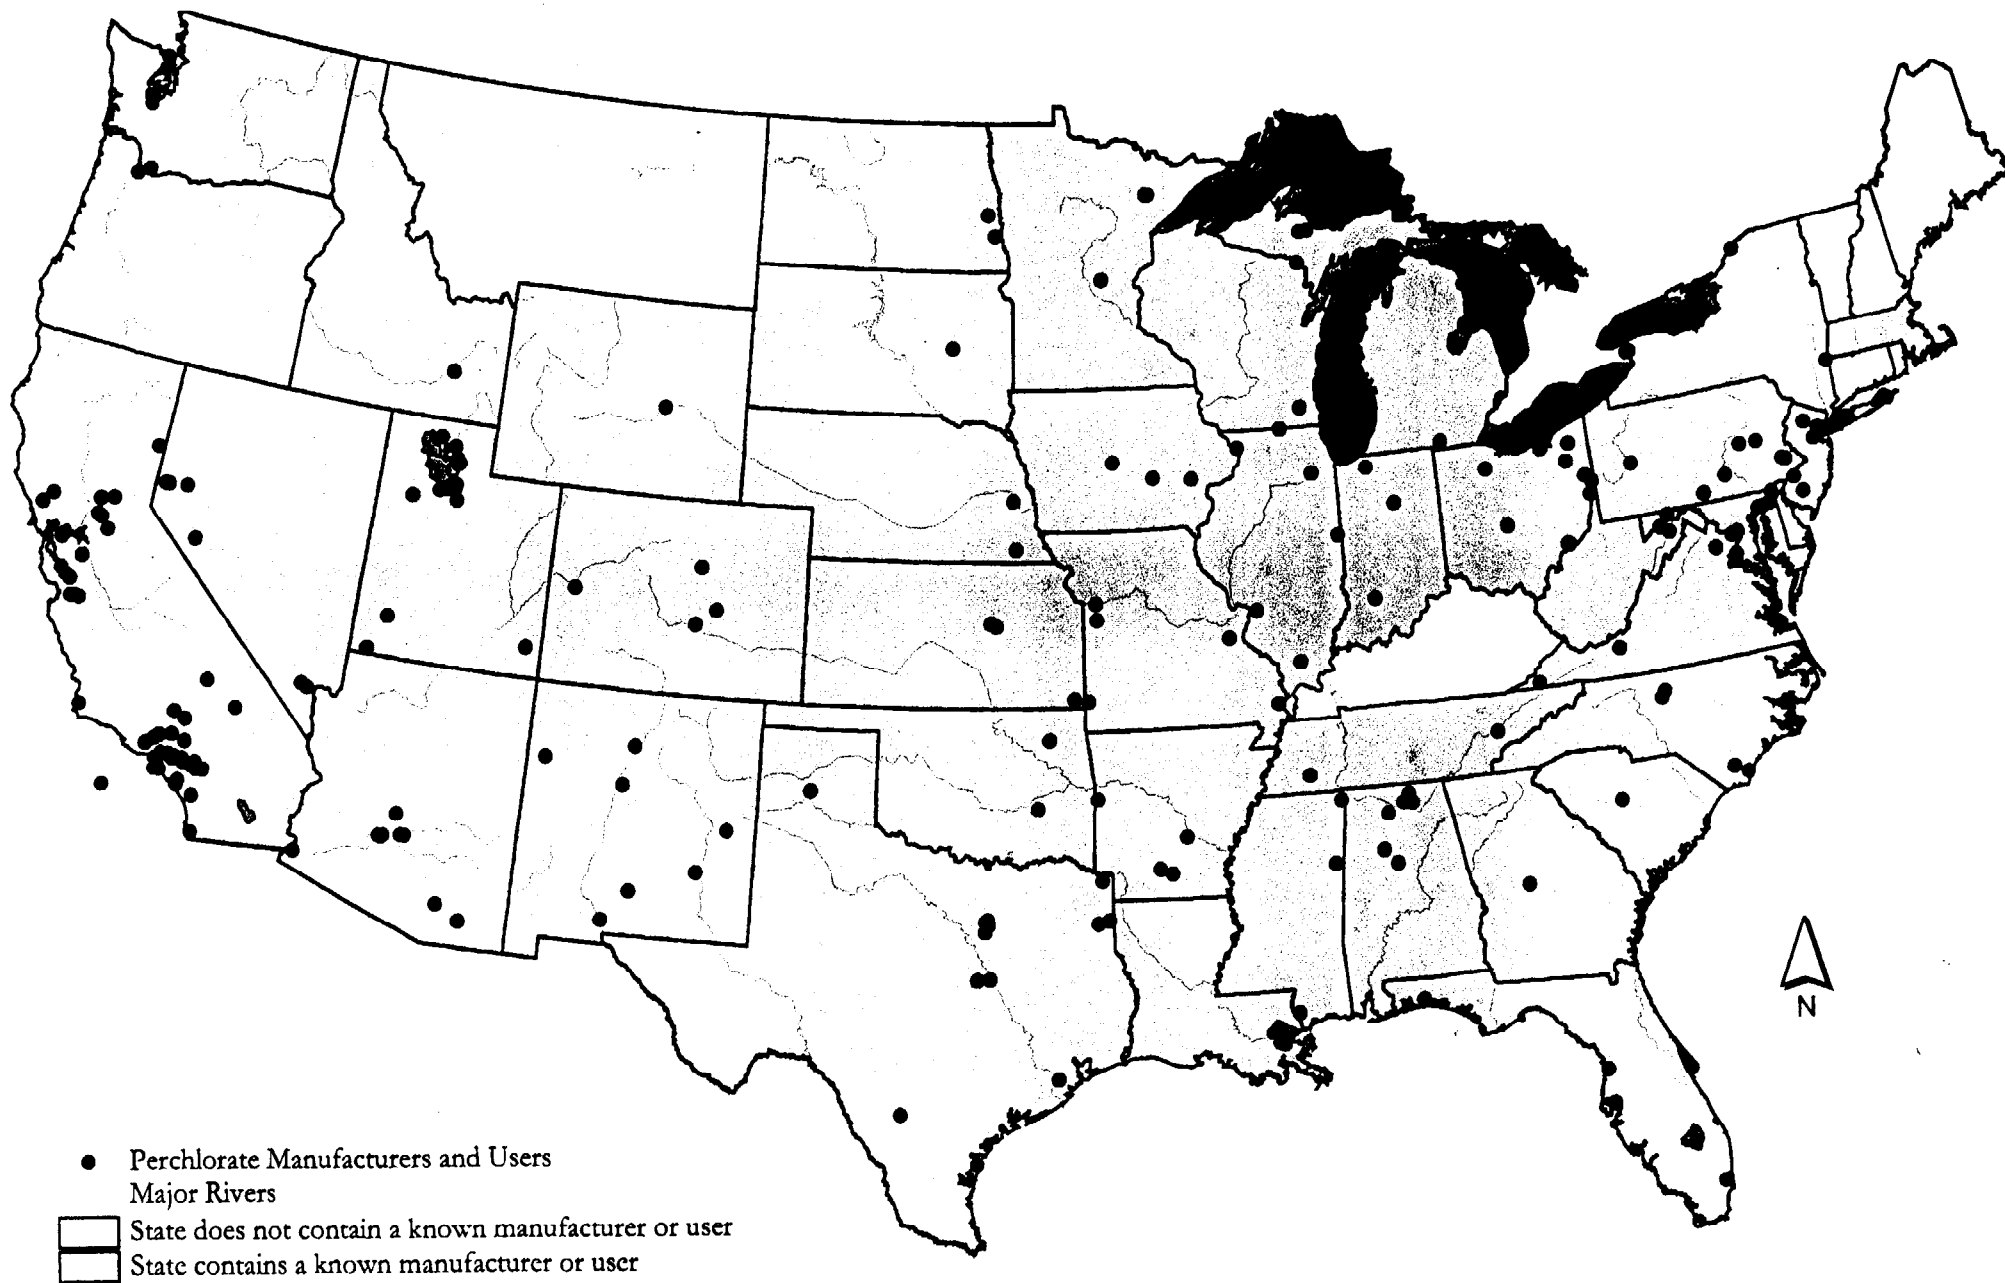 N
Perchlorate Manufacturers and Users
Major Rivers
State does not contain a known manufacturer or user
State contains a known manufacturer or user